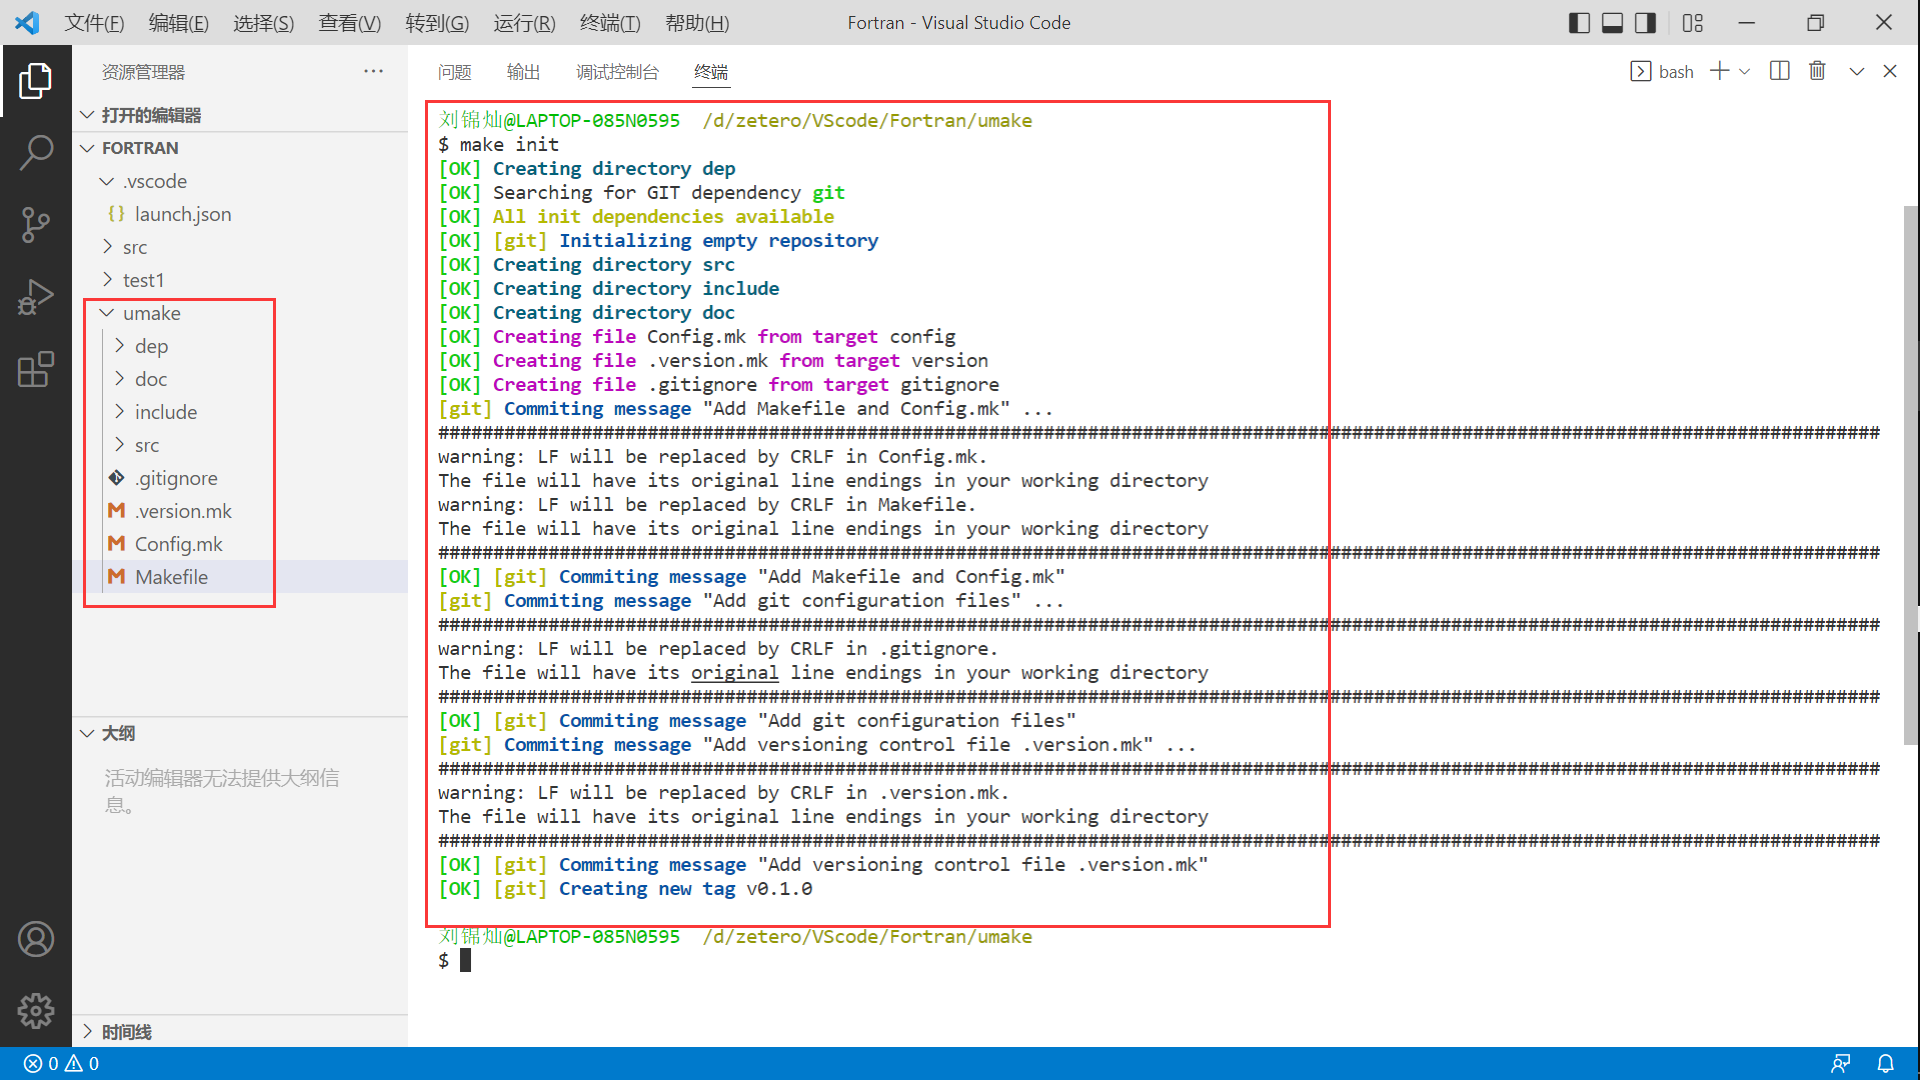 文件(F) 编辑(E) 选择(S) 查看(V) 转到(G) 运行(R) 终端(T) 帮助(H) Fortran - Visual Studio Code
资源管理器 ...
打开的编辑器
FORTRAN
.vscode
{} launch.json
src
test1
umake
dep
doc
include
src
.gitignore
M .version.mk
M Config.mk
M Makefile
大纲
活动编辑器无法提供大纲信
息。
时间线
问题 输出 调试控制台 终端 bash
刘锦灿@LAPTOP-085N0595 /d/zetero/VScode/Fortran/umake
$ make init
[OK] Creating directory dep
[OK] Searching for GIT dependency git
[OK] All init dependencies available
[OK] [git] Initializing empty repository
[OK] Creating directory src
[OK] Creating directory include
[OK] Creating directory doc
[OK] Creating file Config.mk from target config
[OK] Creating file .version.mk from target version
[OK] Creating file .gitignore from target gitignore
[git] Commiting message "Add Makefile and Config.mk" ...
###################################################################################################################################
warning: LF will be replaced by CRLF in Config.mk.
The file will have its original line endings in your working directory
warning: LF will be replaced by CRLF in Makefile.
The file will have its original line endings in your working directory
###################################################################################################################################
[OK] [git] Commiting message "Add Makefile and Config.mk"
[git] Commiting message "Add git configuration files" ...
###################################################################################################################################
warning: LF will be replaced by CRLF in .gitignore.
The file will have its original line endings in your working directory
###################################################################################################################################
[OK] [git] Commiting message "Add git configuration files"
[git] Commiting message "Add versioning control file .version.mk" ...
###################################################################################################################################
warning: LF will be replaced by CRLF in .version.mk.
The file will have its original line endings in your working directory
###################################################################################################################################
[OK] [git] Commiting message "Add versioning control file .version.mk"
[OK] [git] Creating new tag v0.1.0
刘锦灿@LAPTOP-085N0595 /d/zetero/VScode/Fortran/umake
$
0 0